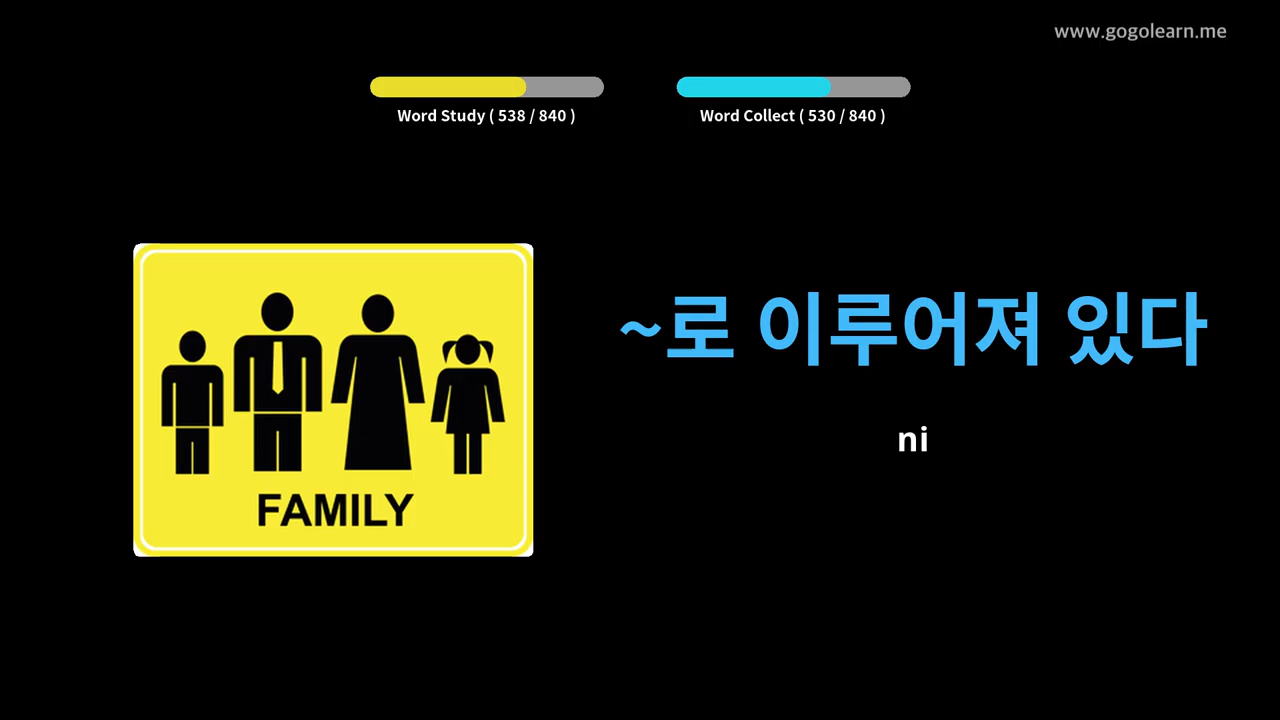 www.gogolearn.me
Word Study ( 538 / 840 )
Word Collect ( 530 / 840 )
~로 이루어져 있다
ni
FAMILY